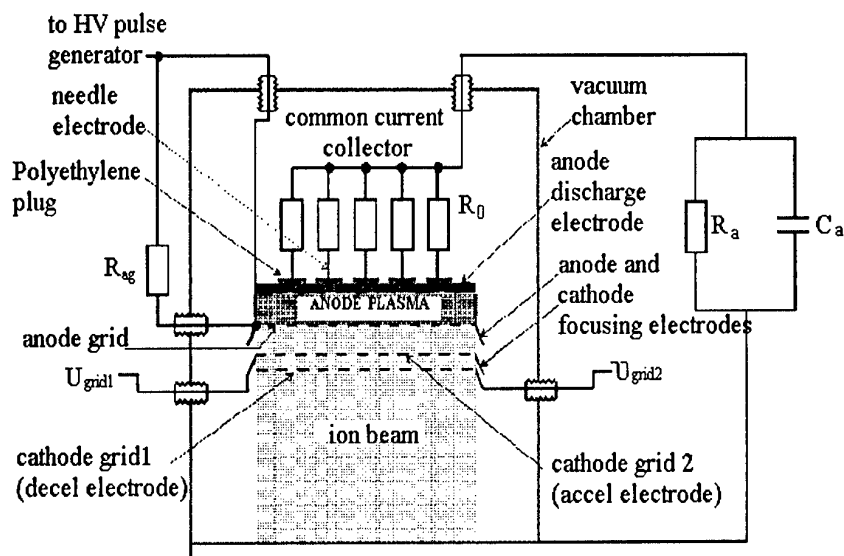 to HV pulse
generator
needle
electrode
common current
collector
vacuum
chamber
Polyethylene
plug
anode
discharge
electrode
R0
Ra
Ca
Rag
ANODE PLASMA
anode and
cathode
focusing electrodes
anode grid
Ugrid1
Ugrid2
ion beam
cathode grid1
(decel electrode)
cathode grid 2
(accel electrode)